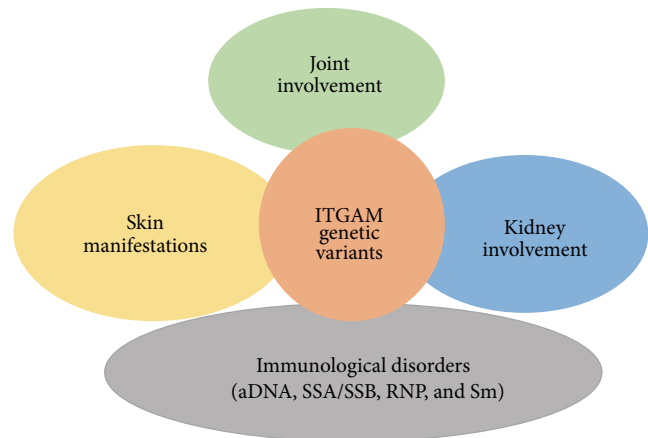 Joint
involvement
Skin
manifestations
ITGAM
genetic
variants
Kidney
involvement
Immunological disorders
(aDNA, SSA/SSB, RNP, and Sm)